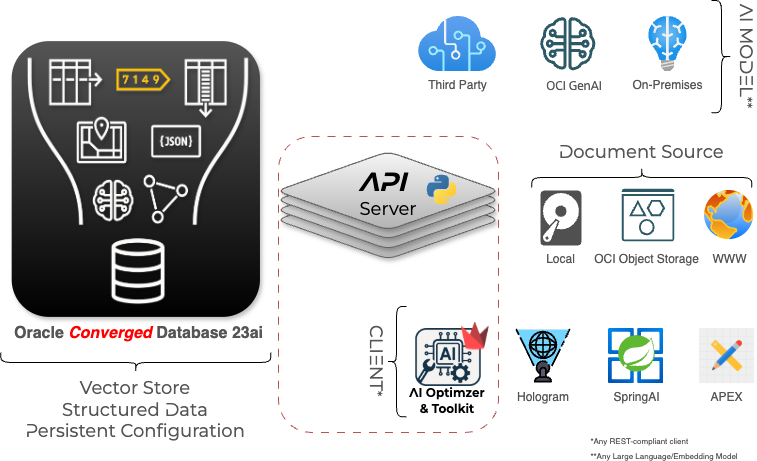 Third Party
OCI GenAI
On-Premises
AI MODEL**
7149
{JSON}
Oracle Converged Database 23ai
Vector Store
Structured Data
Persistent Configuration
API
Server
Document Source
Local
OCI Object Storage
WWW
CLIENT*
AI
AI Optimzer
& Toolkit
Hologram
SpringAI
APEX
*Any REST-compliant client
**Any Large Language/Embedding Model